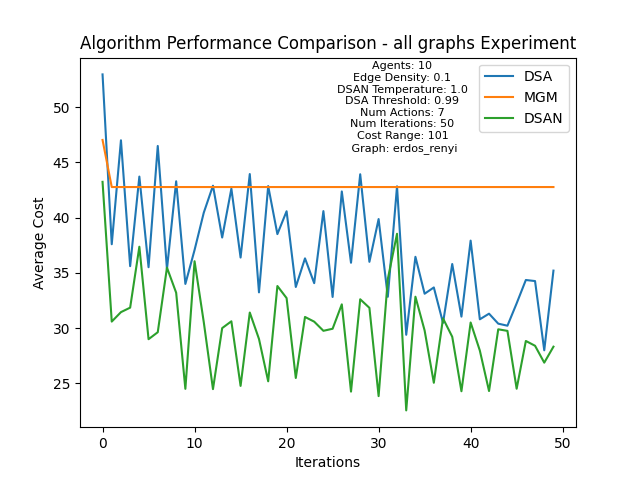 Algorithm Performance Comparison - all graphs Experiment
Agents: 10
Edge Density: 0.1
DSAN Temperature: 1.0
DSA Threshold: 0.99
Num Actions: 7
Num Iterations: 50
Cost Range: 101
Graph: erdos_renyi
DSA
MGM
DSAN
Average Cost
50
45
40
35
30
25
0
10
20
30
40
50
Iterations